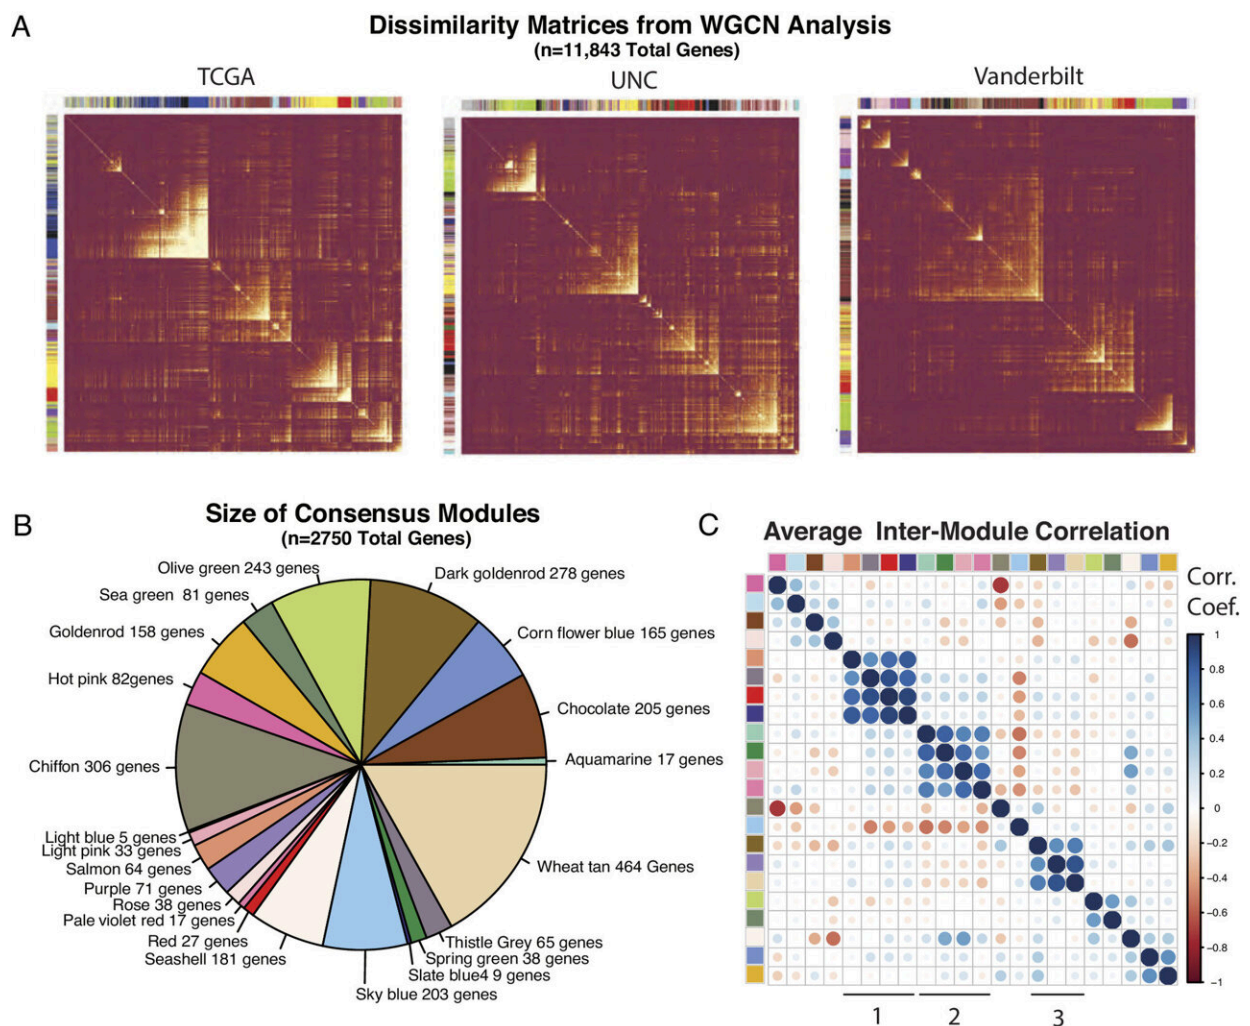 A
Dissimilarity Matrices from WGCN Analysis
(n=11,843 Total Genes)
TCGA
UNC
Vanderbilt
B
Size of Consensus Modules
(n=2750 Total Genes)
Olive green 243 genes
Dark goldenrod 278 genes
Sea green 81 genes
Goldenrod 158 genes
Corn flower blue 165 genes
Hot pink 82genes
Chocolate 205 genes
Chiffon 306 genes
Aquamarine 17 genes
Light blue 5 genes
Light pink 33 genes
Salmon 64 genes
Wheat tan 464 Genes
Purple 71 genes
Rose 38 genes
Pale violet red 17 genes
Red 27 genes
Thistle Grey 65 genes
Seashell 181 genes
Spring green 38 genes
Slate blue4 9 genes
Sky blue 203 genes
C
Average Inter-Module Correlation
Corr.
Coef.
1
0.8
0.6
0.4
0.2
0
−0.2
−0.4
−0.6
−0.8
−1
1 2 3